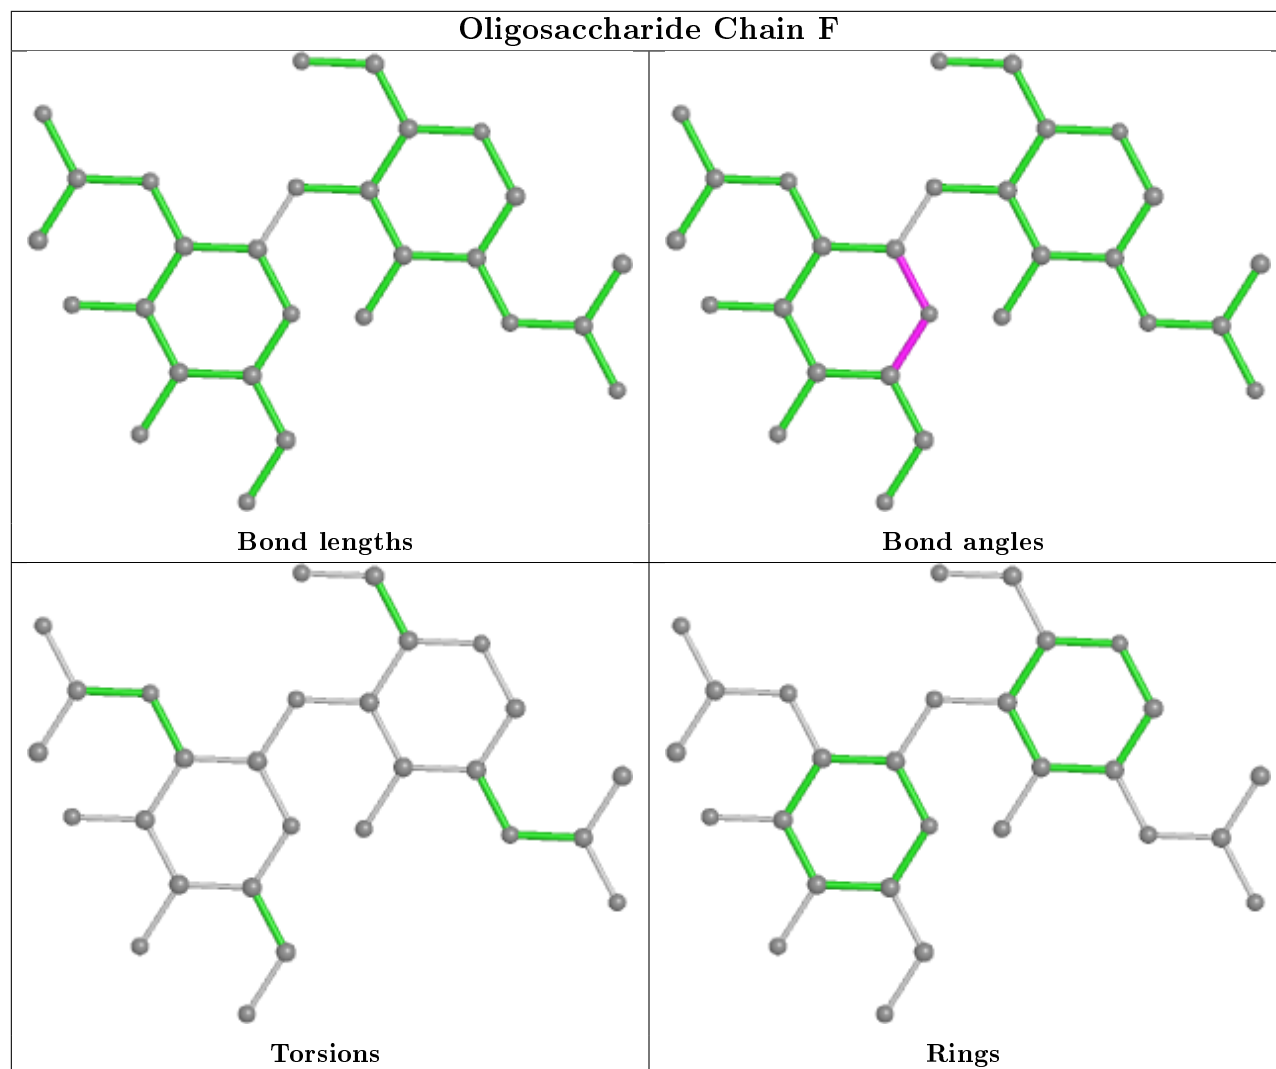 Oligosaccharide Chain F
Bond lengths
Bond angles
Torsions
Rings